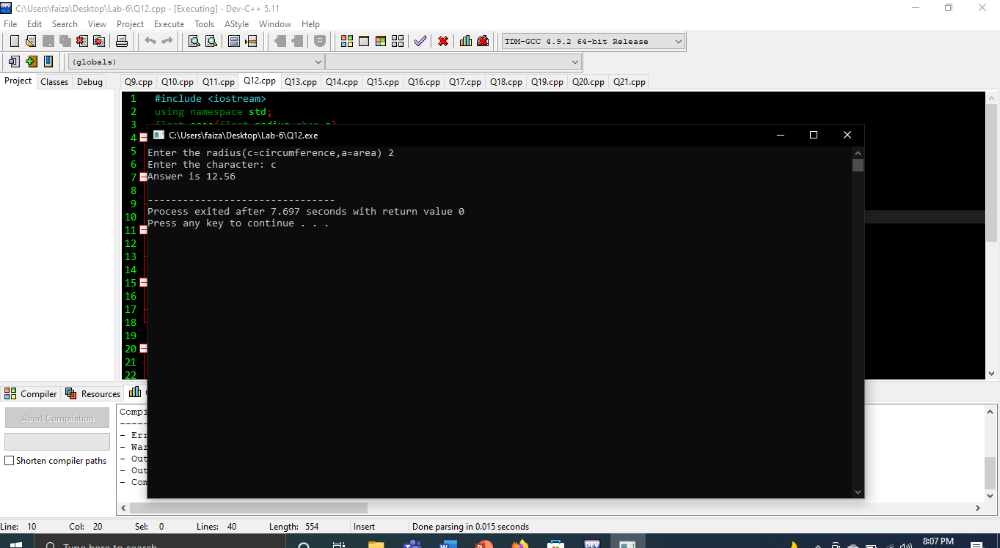 C:\Users\faiza\Desktop\Lab-6\Q12.cpp - [Executing] - Dev-C++ 5.11
File Edit Search View Project Execute Tools AStyle Window Help
TDM-GCC 4.9.2 64-bit Release
(globals)
Project Classes Debug Q9.cpp Q10.cpp Q11.cpp Q12.cpp Q13.cpp Q14.cpp Q15.cpp Q16.cpp Q17.cpp Q18.cpp Q19.cpp Q20.cpp Q21.cpp
1 #include <iostream>
2 using namespace std;
3
4
5
6
7
8
9
10
11
12
13
14
15
16
17
18
19
20
21
22
C:\Users\faiza\Desktop\Lab-6\Q12.exe
Enter the radius(c=circumference,a=area) 2
Enter the character: c
Answer is 12.56
--------------------------------
Process exited after 7.697 seconds with return value 0
Press any key to continue . . .
Compiler Resources
Abort Compilation
Shorten compiler paths
Compi
-----
- Err
- War
- Out
- Out
- Com
Line: 10 Col: 20 Sel: 0 Lines: 40 Length: 554 Insert Done parsing in 0.015 seconds
Type here to search
DEV
8:07 PM